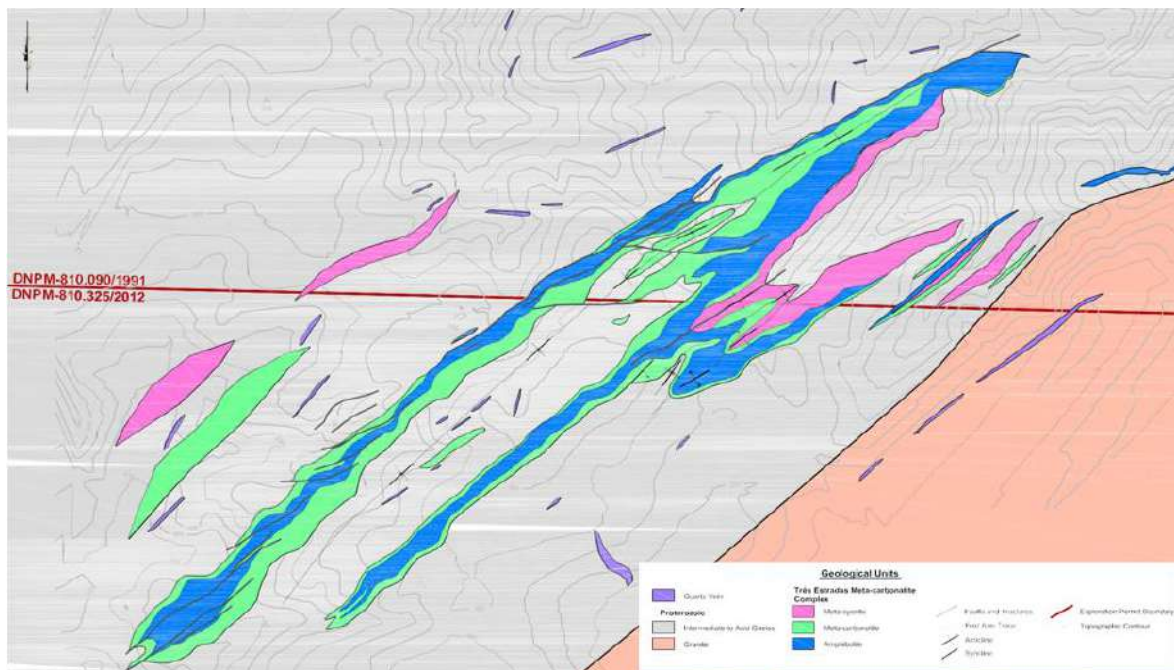 DNPM-810.090/1991
DNPM-810.325/2012
Geological Units
Quartz Vein
Proterozoic
Intermediate to Acid Gneiss
Granite
Três Estradas Meta-carbonatite
Complex
Meta-syenite
Meta-carbonatite
Amphibolite
Faults and Fractures
Fold Axis Trace
Anticline
Syncline
Exploration Permit Boundary
Topographic Contour